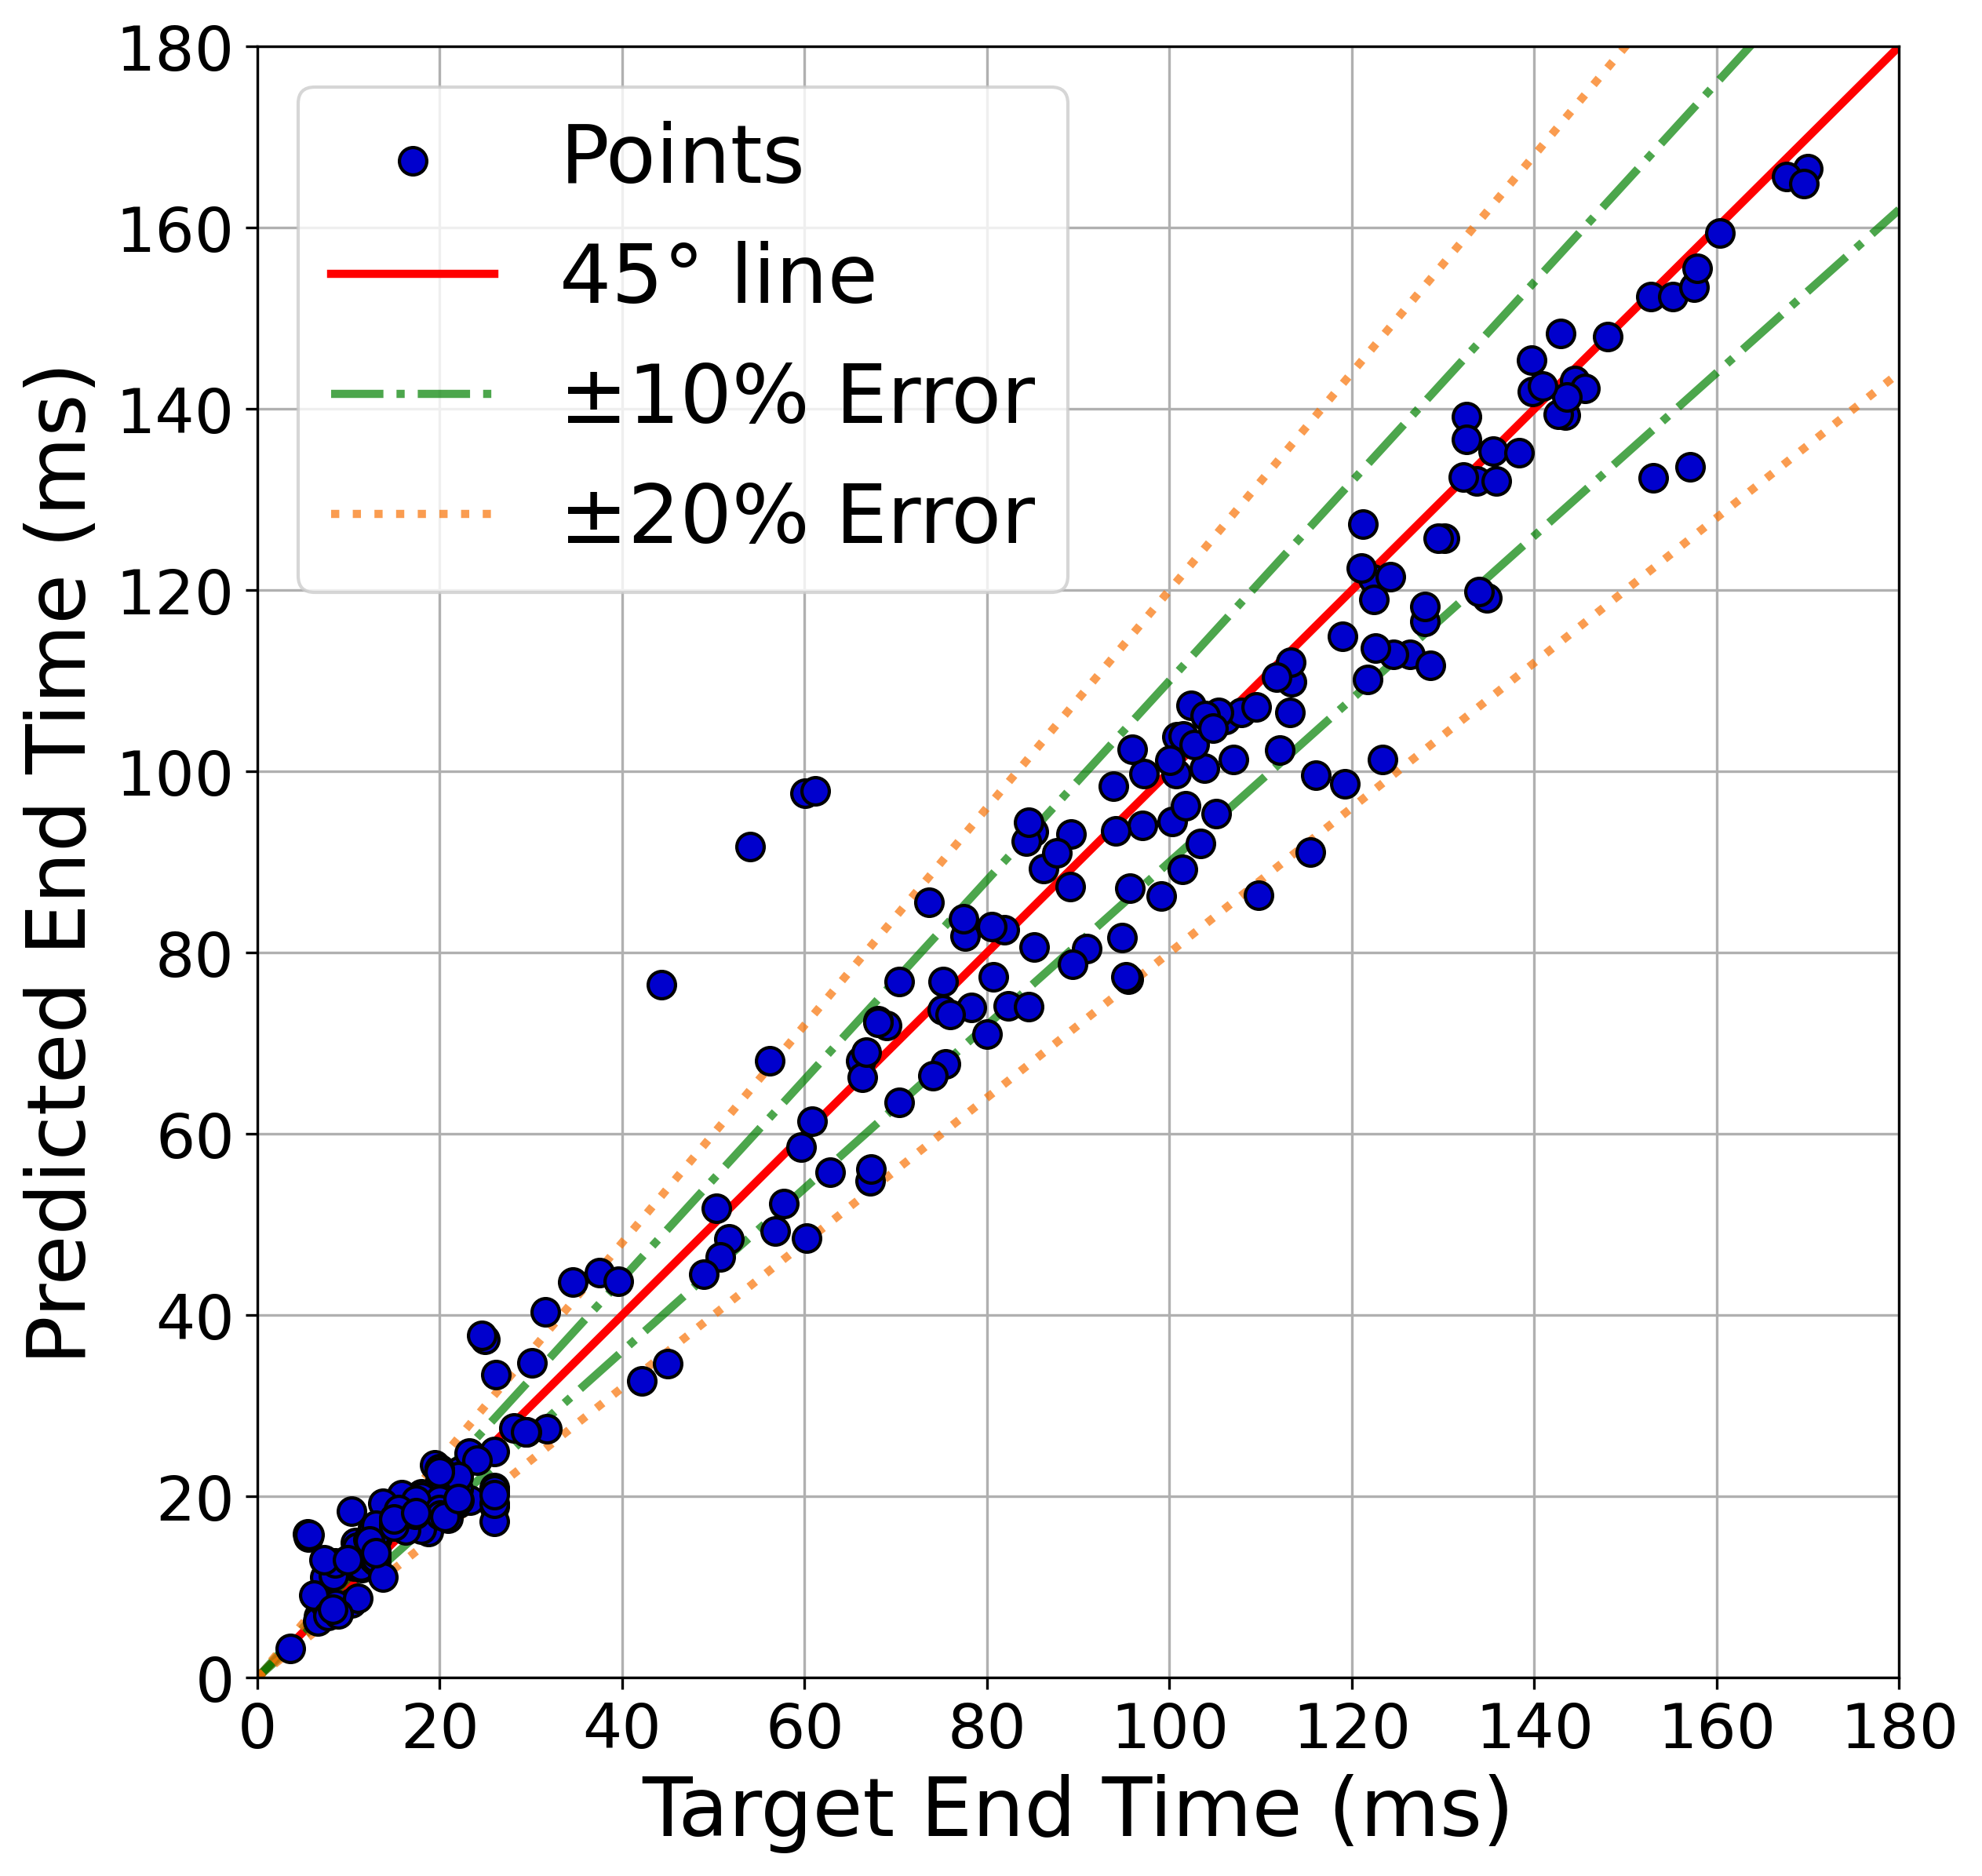 Points
45° line
±10% Error
±20% Error
Predicted End Time (ms)
180
160
140
120
100
80
60
40
20
0
0 20 40 60 80 100 120 140 160 180
Target End Time (ms)